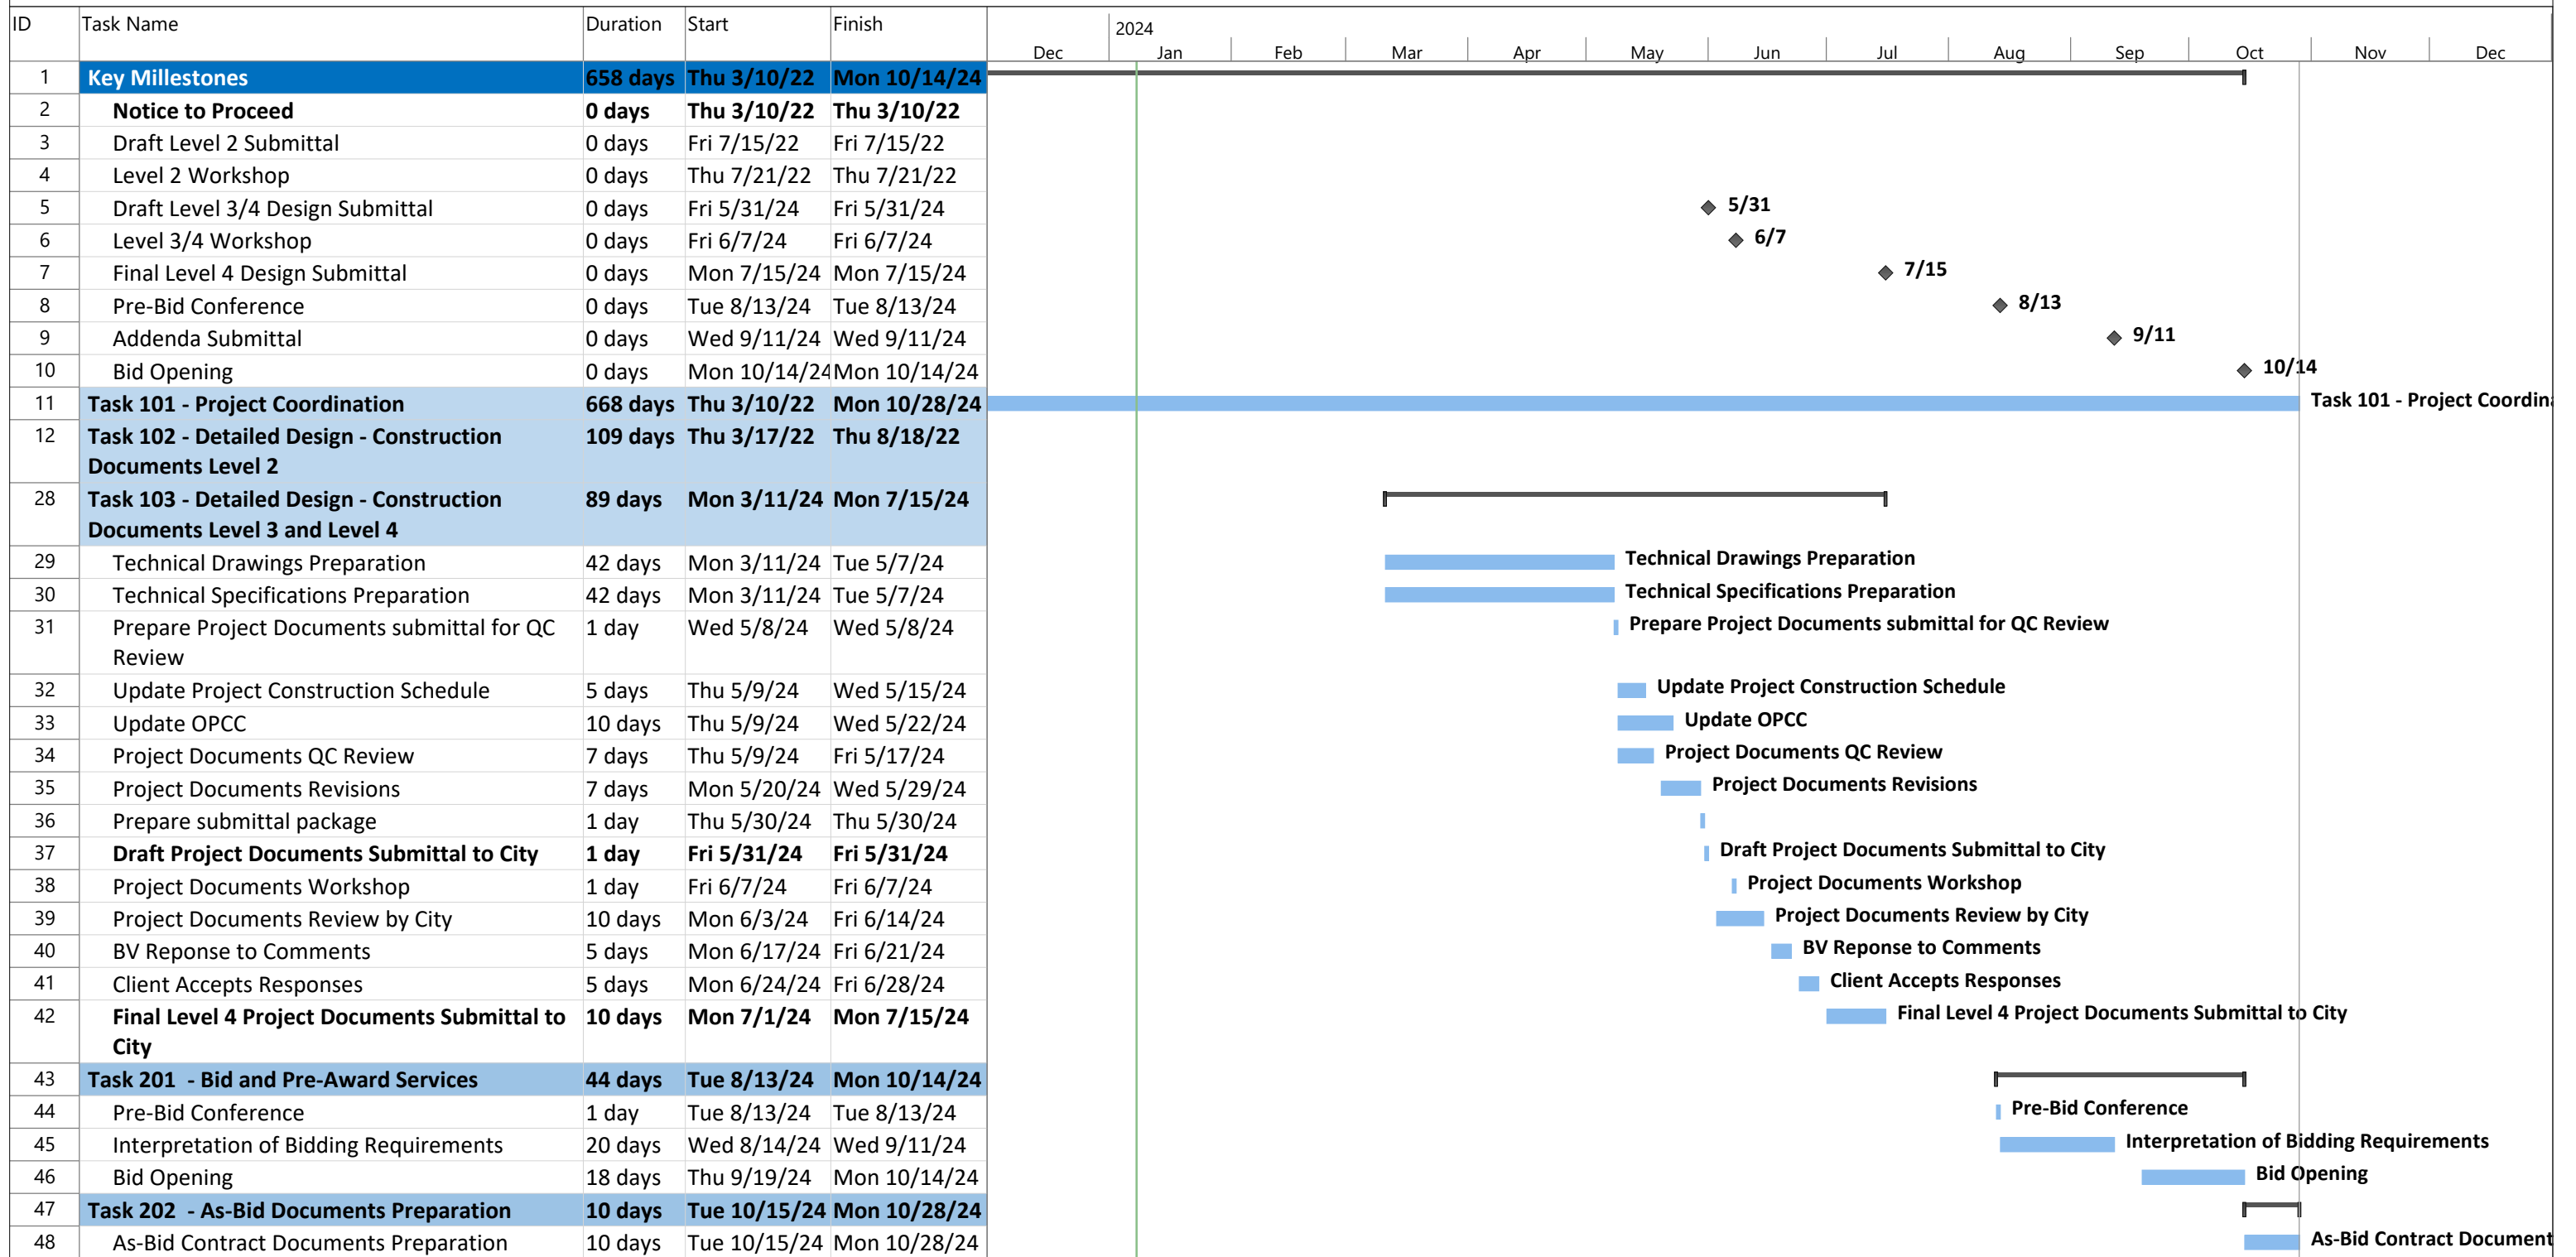 ID Task Name Duration Start Finish 2024
Dec Jan Feb Mar Apr May Jun Jul Aug Sep Oct Nov Dec
1 Key Millestones 658 days Thu 3/10/22 Mon 10/14/24
2 Notice to Proceed 0 days Thu 3/10/22 Thu 3/10/22
3 Draft Level 2 Submittal 0 days Fri 7/15/22 Fri 7/15/22
4 Level 2 Workshop 0 days Thu 7/21/22 Thu 7/21/22
5 Draft Level 3/4 Design Submittal 0 days Fri 5/31/24 Fri 5/31/24 5/31
6 Level 3/4 Workshop 0 days Fri 6/7/24 Fri 6/7/24 6/7
7 Final Level 4 Design Submittal 0 days Mon 7/15/24 Mon 7/15/24 7/15
8 Pre-Bid Conference 0 days Tue 8/13/24 Tue 8/13/24 8/13
9 Addenda Submittal 0 days Wed 9/11/24 Wed 9/11/24 9/11
10 Bid Opening 0 days Mon 10/14/24 Mon 10/14/24 10/14
11 Task 101 - Project Coordination 668 days Thu 3/10/22 Mon 10/28/24 Task 101 - Project Coordina
12 Task 102 - Detailed Design - Construction 109 days Thu 3/17/22 Thu 8/18/22
Documents Level 2
28 Task 103 - Detailed Design - Construction 89 days Mon 3/11/24 Mon 7/15/24
Documents Level 3 and Level 4
29 Technical Drawings Preparation 42 days Mon 3/11/24 Tue 5/7/24 Technical Drawings Preparation
30 Technical Specifications Preparation 42 days Mon 3/11/24 Tue 5/7/24 Technical Specifications Preparation
31 Prepare Project Documents submittal for QC 1 day Wed 5/8/24 Wed 5/8/24 Prepare Project Documents submittal for QC Review
Review
32 Update Project Construction Schedule 5 days Thu 5/9/24 Wed 5/15/24 Update Project Construction Schedule
33 Update OPCC 10 days Thu 5/9/24 Wed 5/22/24 Update OPCC
34 Project Documents QC Review 7 days Thu 5/9/24 Fri 5/17/24 Project Documents QC Review
35 Project Documents Revisions 7 days Mon 5/20/24 Wed 5/29/24 Project Documents Revisions
36 Prepare submittal package 1 day Thu 5/30/24 Thu 5/30/24
37 Draft Project Documents Submittal to City 1 day Fri 5/31/24 Fri 5/31/24 Draft Project Documents Submittal to City
38 Project Documents Workshop 1 day Fri 6/7/24 Fri 6/7/24 Project Documents Workshop
39 Project Documents Review by City 10 days Mon 6/3/24 Fri 6/14/24 Project Documents Review by City
40 BV Reponse to Comments 5 days Mon 6/17/24 Fri 6/21/24 BV Reponse to Comments
41 Client Accepts Responses 5 days Mon 6/24/24 Fri 6/28/24 Client Accepts Responses
42 Final Level 4 Project Documents Submittal to 10 days Mon 7/1/24 Mon 7/15/24 Final Level 4 Project Documents Submittal to City
City
43 Task 201 - Bid and Pre-Award Services 44 days Tue 8/13/24 Mon 10/14/24
44 Pre-Bid Conference 1 day Tue 8/13/24 Tue 8/13/24 Pre-Bid Conference
45 Interpretation of Bidding Requirements 20 days Wed 8/14/24 Wed 9/11/24 Interpretation of Bidding Requirements
46 Bid Opening 18 days Thu 9/19/24 Mon 10/14/24 Bid Opening
47 Task 202 - As-Bid Documents Preparation 10 days Tue 10/15/24 Mon 10/28/24
48 As-Bid Contract Documents Preparation 10 days Tue 10/15/24 Mon 10/28/24 As-Bid Contract Document